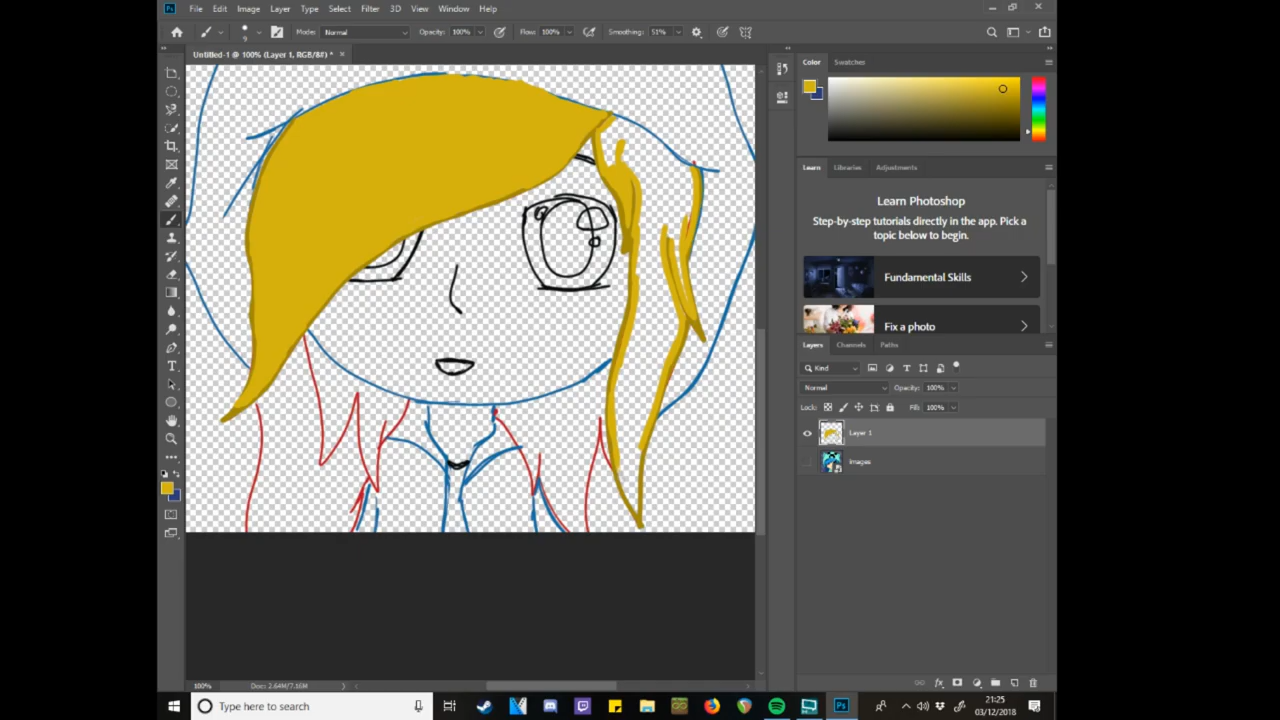 Ps File Edit Image Layer Type Select Filter 3D View Window Help
9 Mode: Normal Opacity: 100% Flow: 100% Smoothing: 51%
Untitled-1 @ 100% (Layer 1, RGB/8#) * ×
Color Swatches
Learn Libraries Adjustments
Learn Photoshop
Step-by-step tutorials directly in the app. Pick a
topic below to begin.
Fundamental Skills
Fix a photo
Layers Channels Paths
Kind
Normal Opacity: 100%
Lock: Fill: 100%
Layer 1
images
T
100% Doc: 2.64M/7.16M
Type here to search
Ps
21:25
03/12/2018